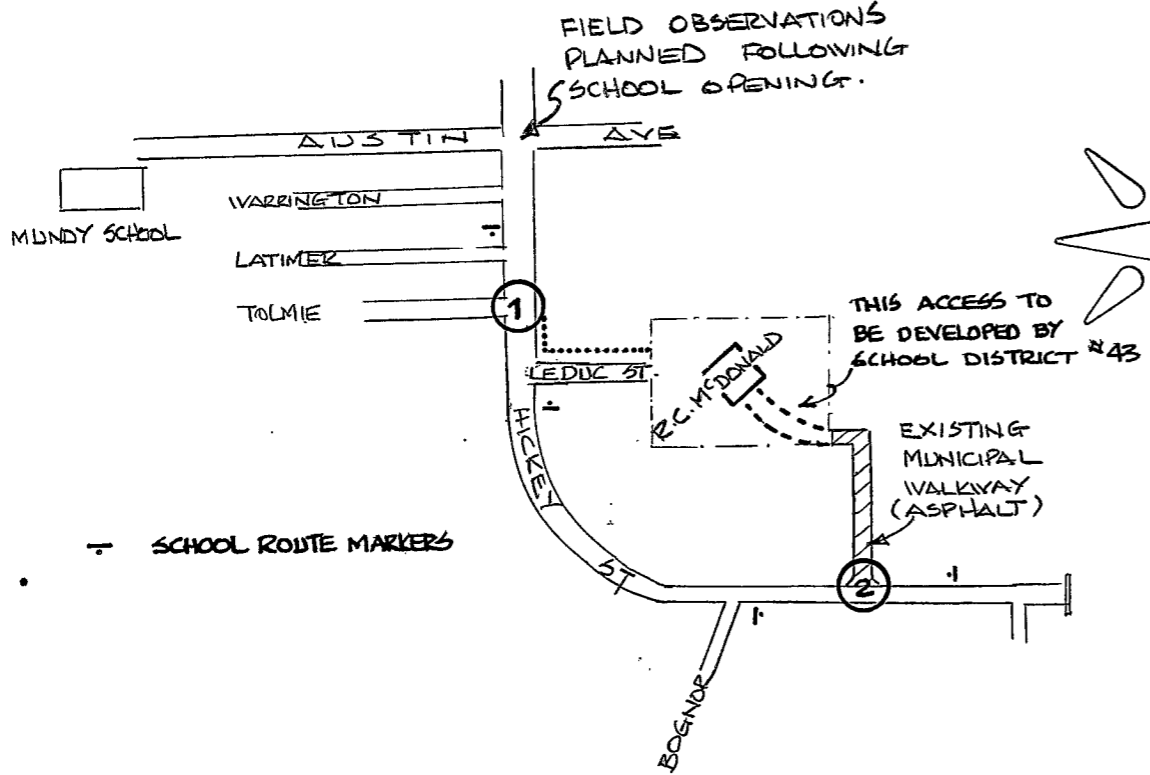 FIELD OBSERVATIONS
PLANNED FOLLOWING
SCHOOL OPENING.
AUSTIN AVE
WARRINGTON
MUNDY SCHOOL
LATIMER
TOLMIE
1
THIS ACCESS TO
BE DEVELOPED BY
SCHOOL DISTRICT #43
LEDUC ST.
R.C. McDONALD
HICKEY ST
EXISTING
MUNICIPAL
WALKWAY
(ASPHALT)
SCHOOL ROUTE MARKERS
2
BOGNOR